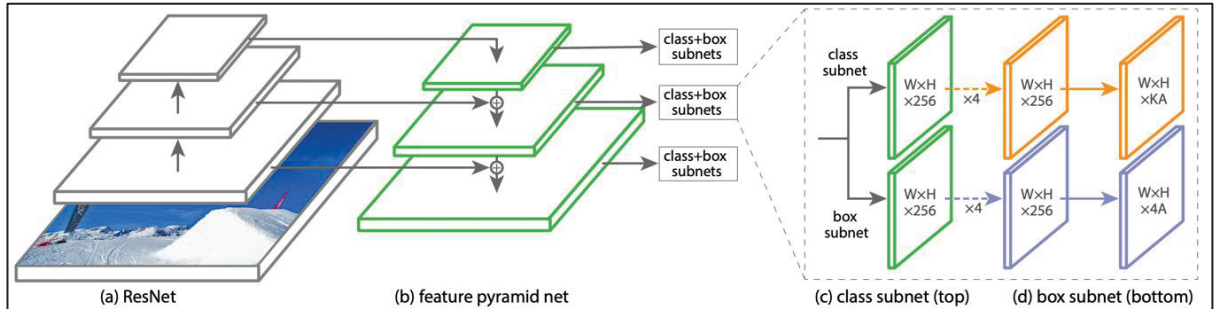 class+box
subnets
class+box
subnets
class+box
subnets
class
subnet
W×H
×256
×4
W×H
×256
W×H
×KA
box
subnet
W×H
×256
×4
W×H
×256
W×H
×4A
(a) ResNet
(b) feature pyramid net
(c) class subnet (top)
(d) box subnet (bottom)